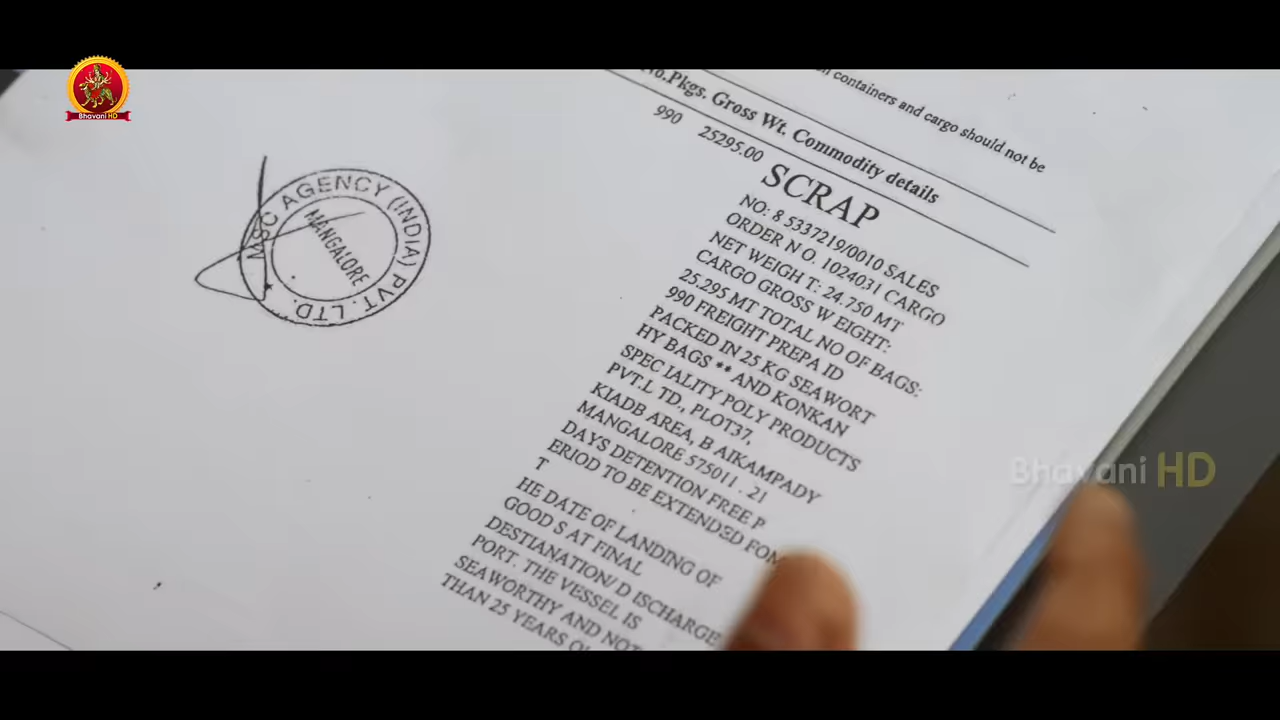 Bhavani HD
n containers and cargo should not be
No.Pkgs. Gross Wt. Commodity details
990 25295.00
SCRAP
NO: 8 5337219/0010 SALES
ORDER N O. 1024031 CARGO
NET WEIGH T: 24.750 MT
CARGO GROSS W EIGHT:
25.295 MT TOTAL NO OF BAGS:
990 FREIGHT PREPA ID
PACKED IN 25 KG SEAWORT
HY BAGS ** AND KONKAN
SPEC IALITY POLY PRODUCTS
PVT.L TD., PLOT37,
KIADB AREA, B AIKAMPADY
MANGALORE 575011 . 21
DAYS DETENTION FREE P
ERIOD TO BE EXTENDED FOM
T
HE DATE OF LANDING OF
GOOD S AT FINAL
DESTIANATION/ D ISCHARGE
PORT. THE VESSEL IS
SEAWORTHY AND NOT
THAN 25 YEARS OL
MSC AGENCY (INDIA) PVT. LTD.
MANGALORE
Bhavani HD